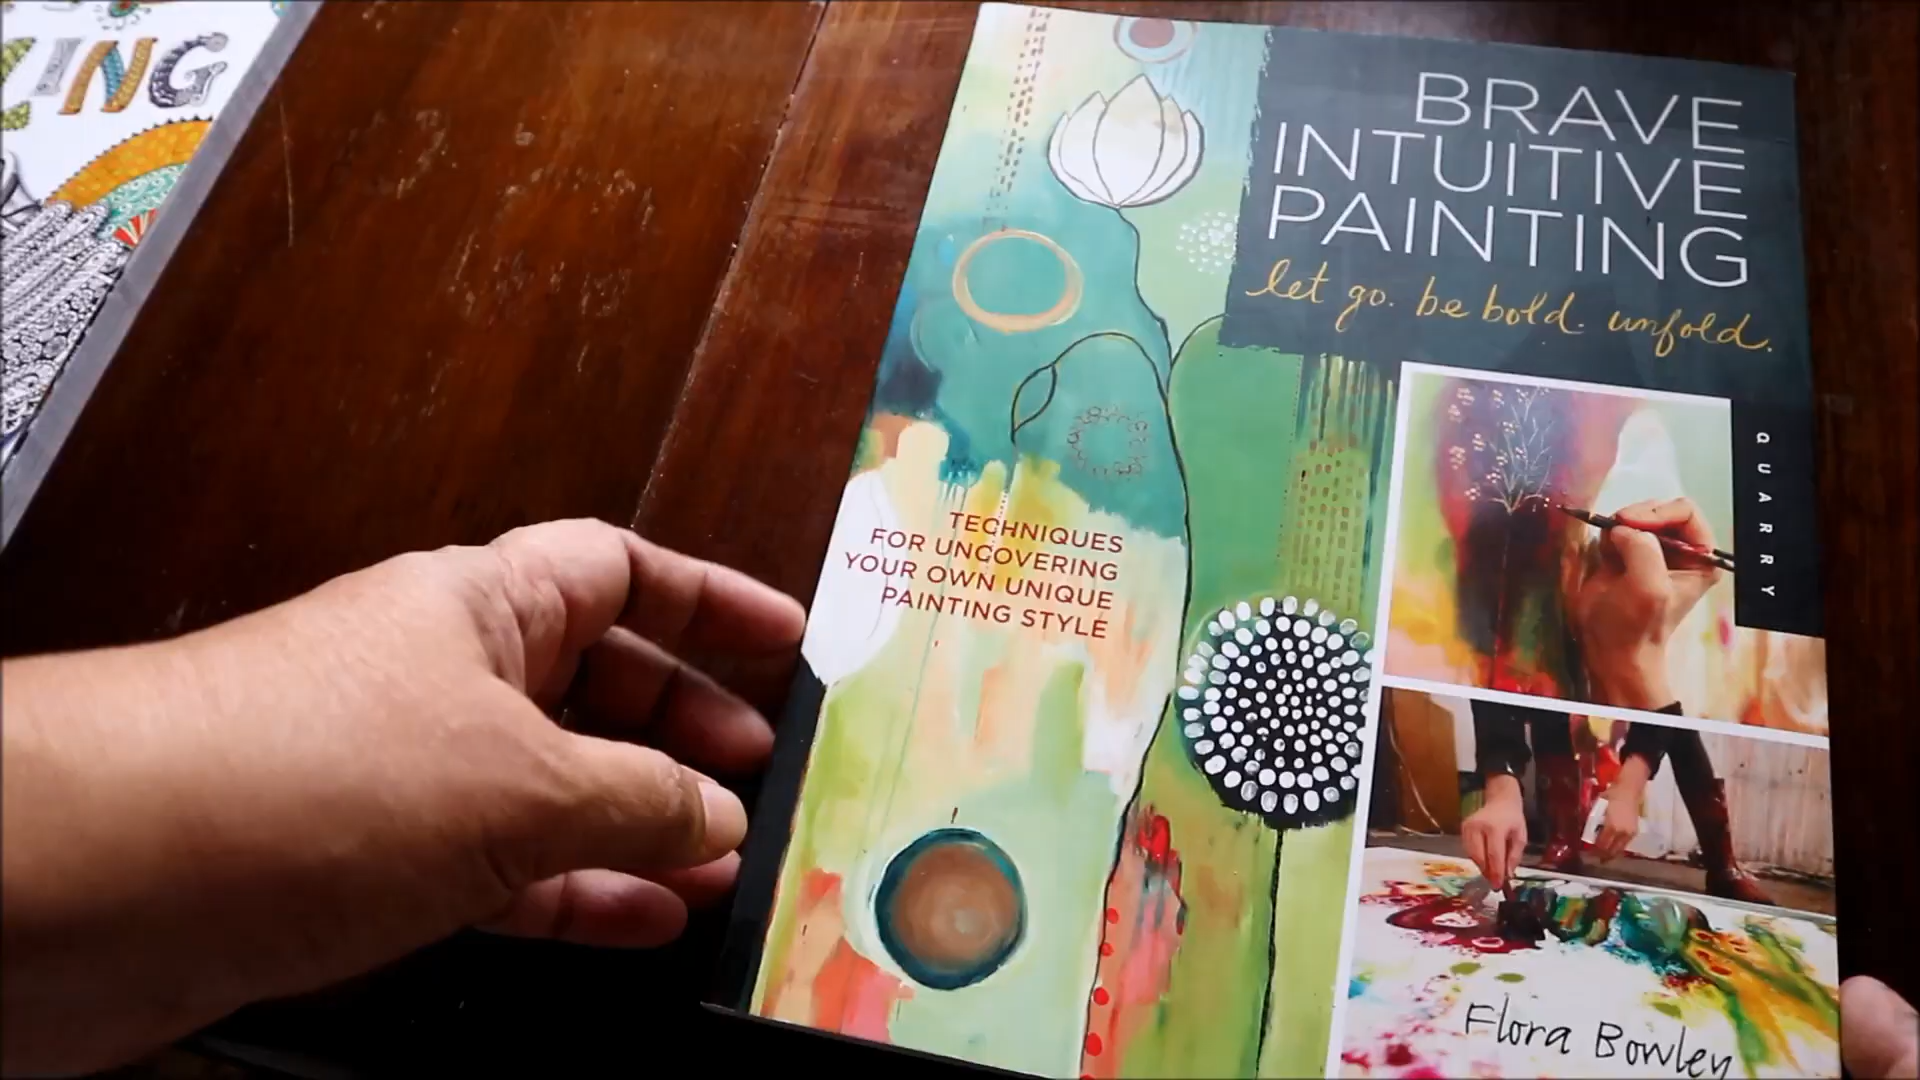 ING
BRAVE
INTUITIVE
PAINTING
let go. be bold. unfold.
QUARRY
TECHNIQUES
FOR UNCOVERING
YOUR OWN UNIQUE
PAINTING STYLE
Flora Bowley